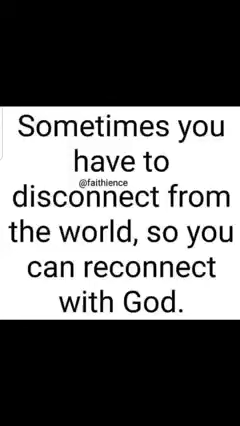 Sometimes you
have to
@faithience
disconnect from
the world, so you
can reconnect
with God.